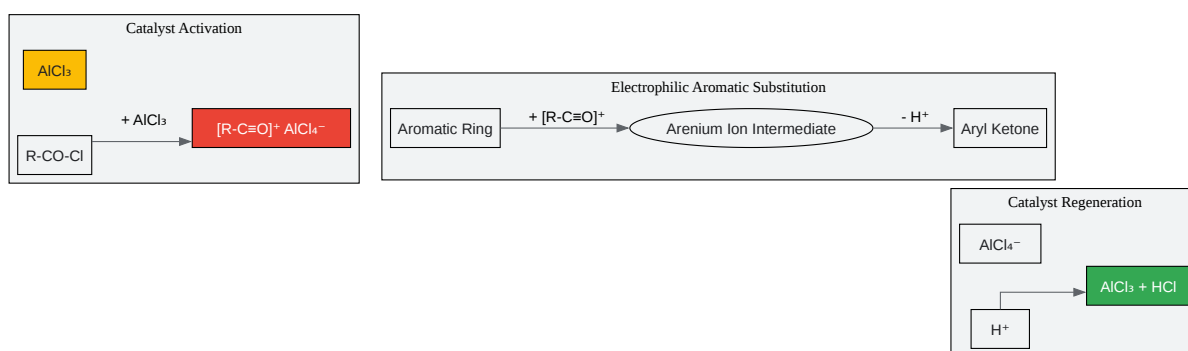 Catalyst Activation
AlCl₃
+ AlCl₃
[R-C≡O]⁺ AlCl₄⁻
R-CO-Cl
Electrophilic Aromatic Substitution
Aromatic Ring
+ [R-C≡O]⁺
Arenium Ion Intermediate
- H⁺
Aryl Ketone
Catalyst Regeneration
AlCl₄⁻
AlCl₃ + HCl
H⁺